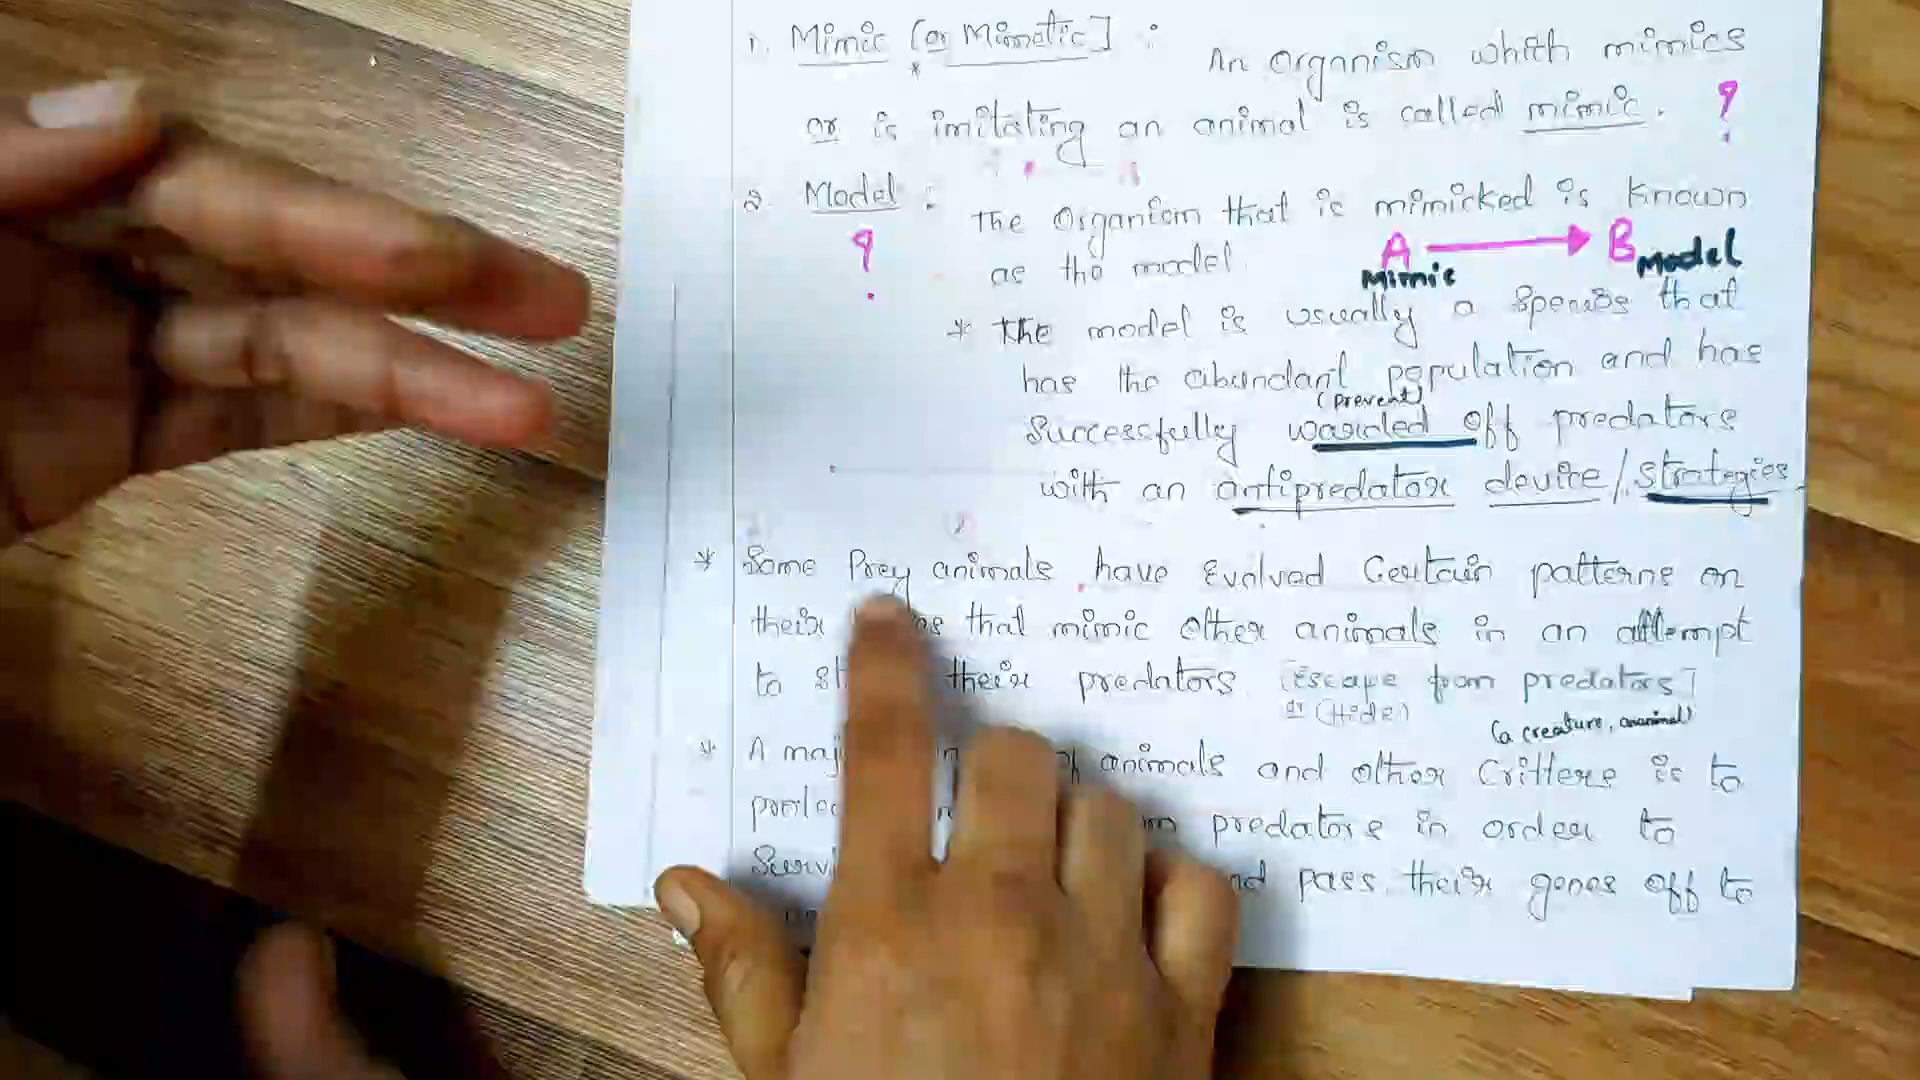 1. Mimic [or Mimetic] : An organism which mimics
or is imitating an animal is called mimic. ?
2. Model : The organism that is mimicked is known
? as the model. A → B
Mimic Model
* The model is usually a species that
has the abundant population and has
(prevent)
Successfully warded off predators
with an antipredator device / strategies
* Some Prey animals have evolved Certain patterns on
their that mimic other animals in an attempt
to their predators [Escape from predators]
or (Hide)
(a creature, an animal)
* A animals and other Critters is to
predators in order to
and pass their genes off to